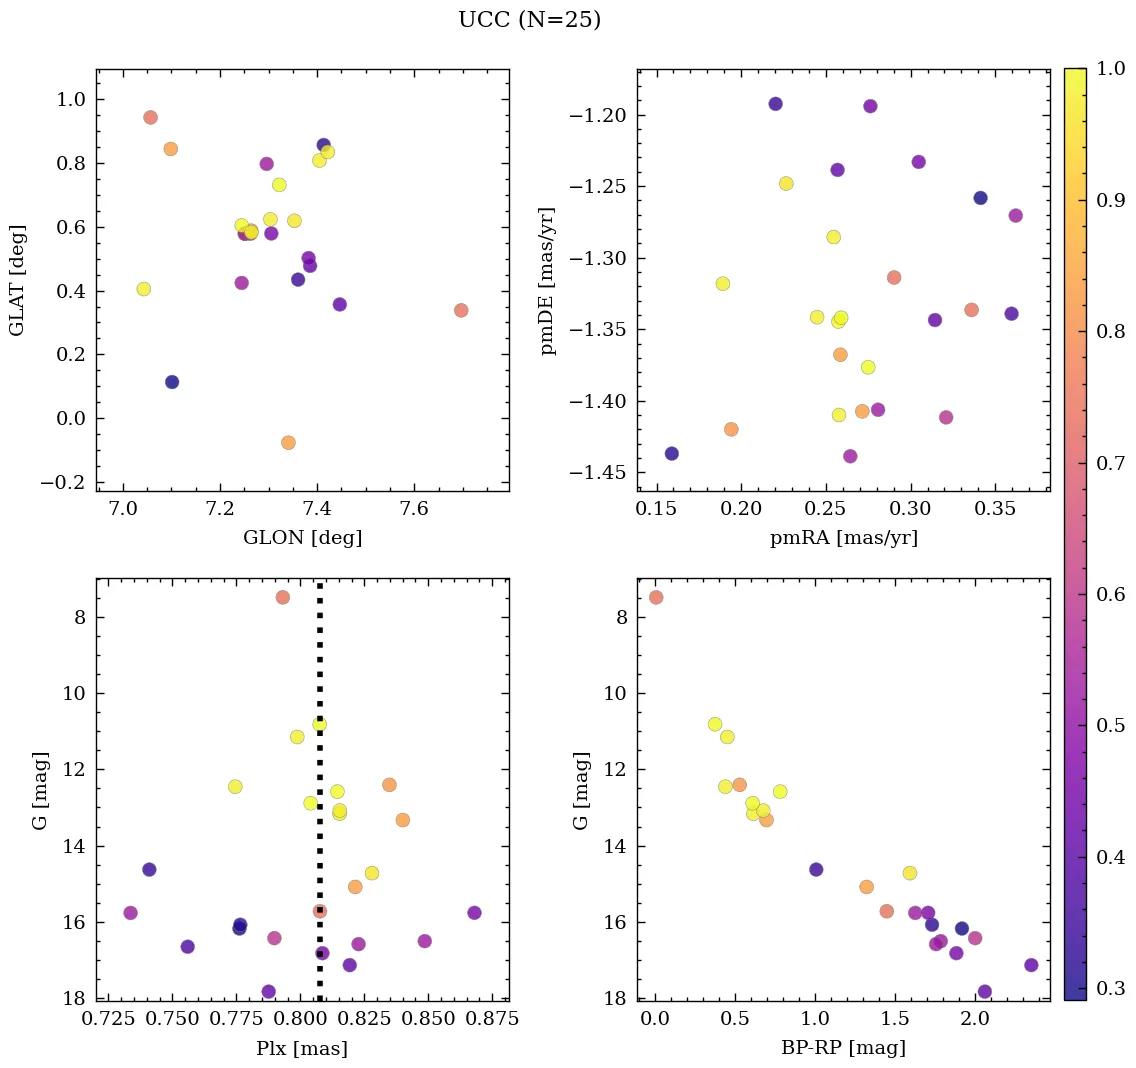 UCC (N=25)
1.0
0.8
0.6
0.4
0.2
0.0
−0.2
GLAT [deg]
7.0 7.2 7.4 7.6
GLON [deg]
−1.20
−1.25
−1.30
−1.35
−1.40
−1.45
pmDE [mas/yr]
0.15 0.20 0.25 0.30 0.35
pmRA [mas/yr]
8
10
12
14
16
18
G [mag]
0.725 0.750 0.775 0.800 0.825 0.850 0.875
Plx [mas]
8
10
12
14
16
18
G [mag]
0.0 0.5 1.0 1.5 2.0
BP-RP [mag]
1.0
0.9
0.8
0.7
0.6
0.5
0.4
0.3